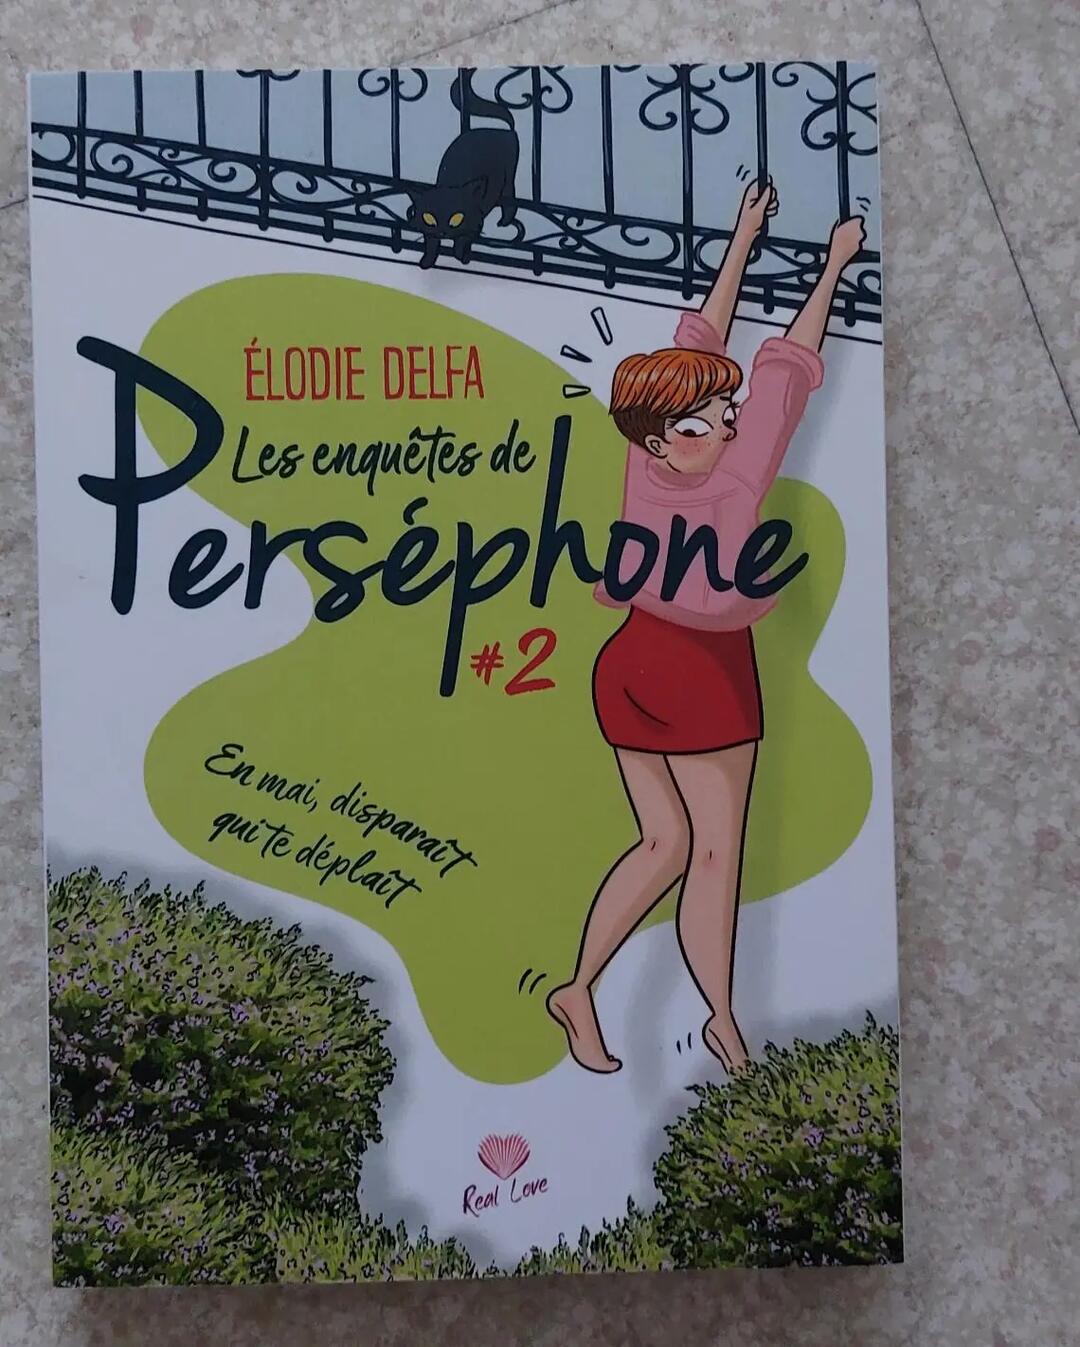 ÉLODIE DELFA
Les enquêtes de
Perséphone
#2
En mai, disparaît
qui te déplaît
Real Love